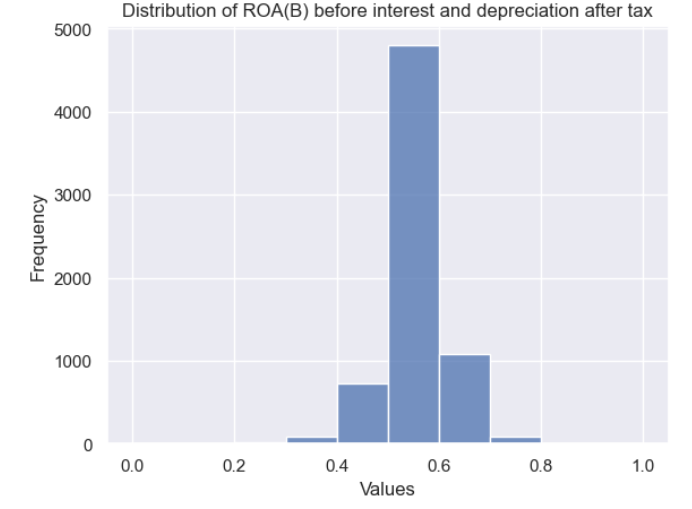 Distribution of ROA(B) before interest and depreciation after tax
5000
4000
3000
2000
1000
0
Frequency
0.0 0.2 0.4 0.6 0.8 1.0
Values